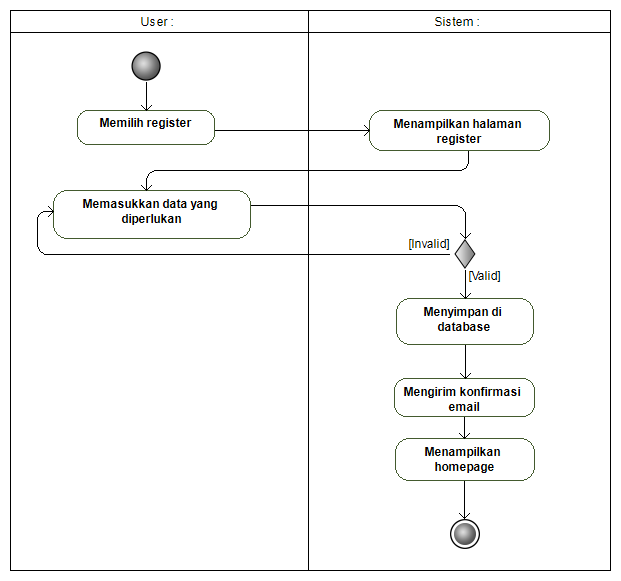 User :
Sistem :
Memilih register
Menampilkan halaman
register
Memasukkan data yang
diperlukan
[Invalid]
[Valid]
Menyimpan di
database
Mengirim konfirmasi
email
Menampilkan
homepage